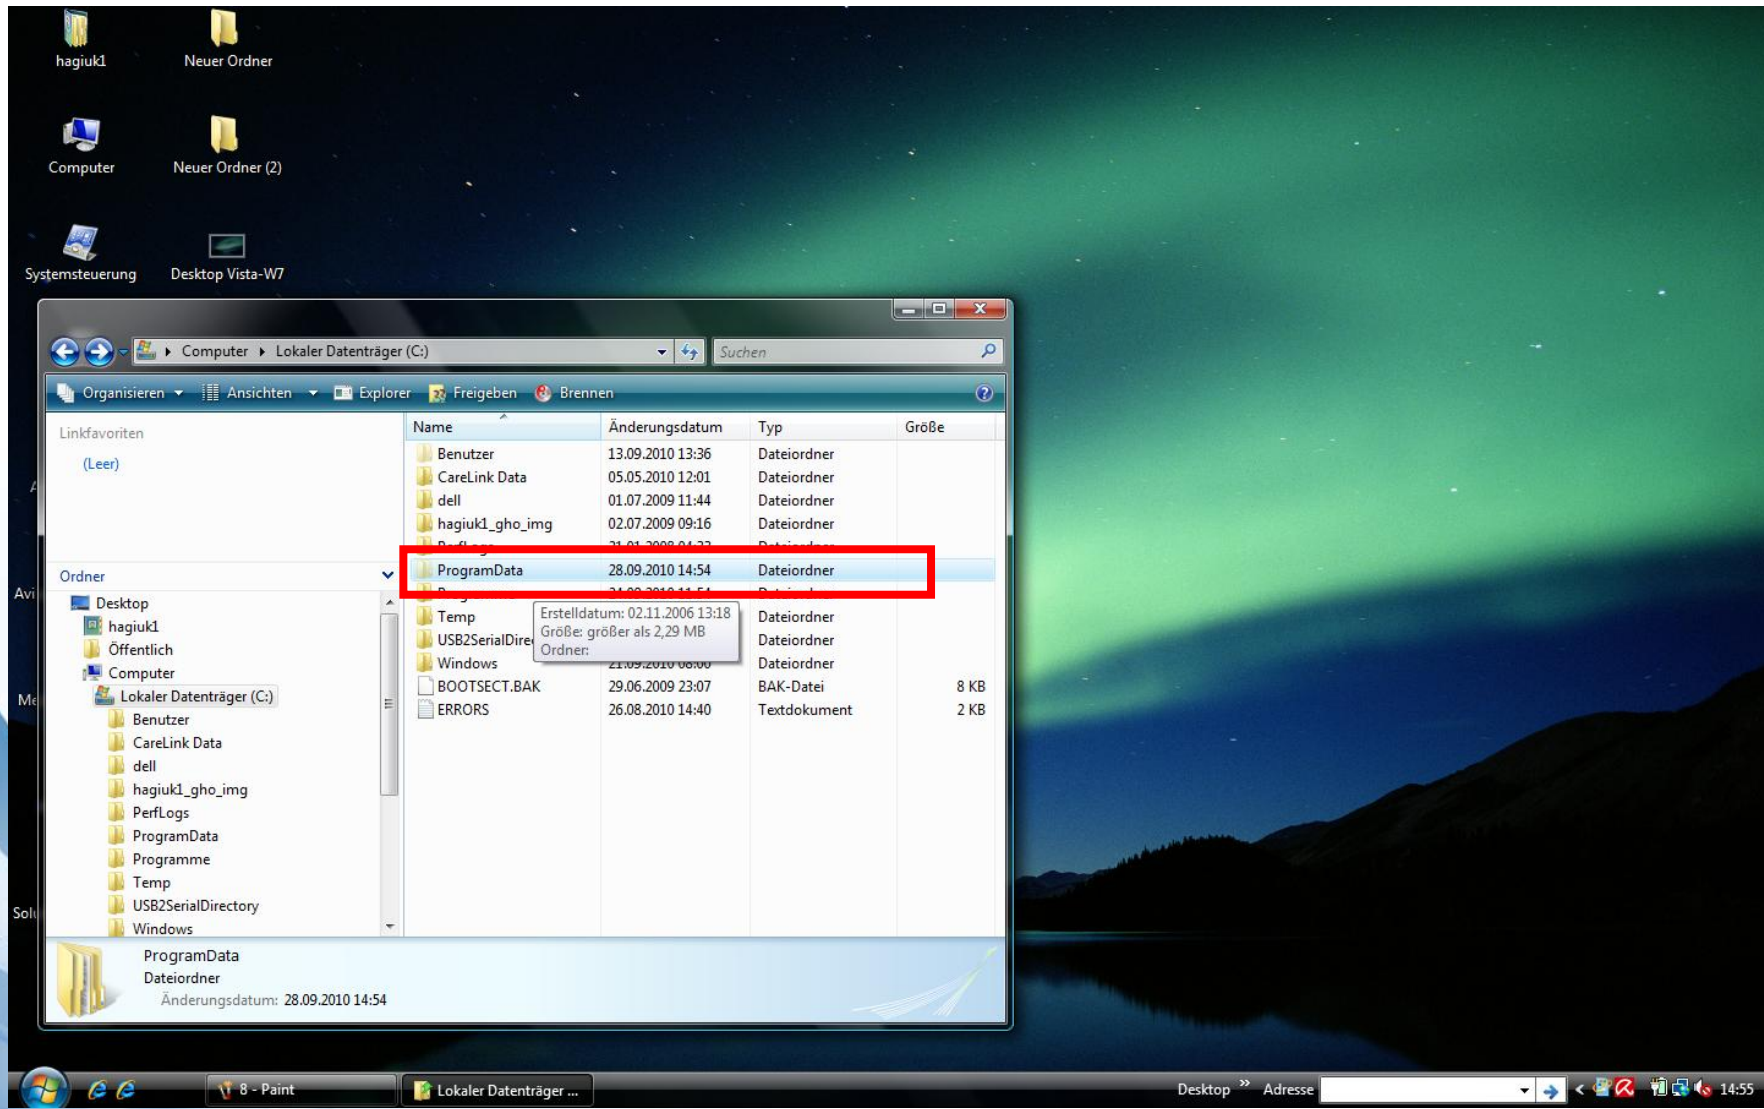 hagiuk1
Neuer Ordner
Computer
Neuer Ordner (2)
Systemsteuerung
Desktop Vista-W7
Computer Lokaler Datenträger (C:)
Suchen
Organisieren Ansichten Explorer Freigeben Brennen
Linkfavoriten
(Leer)
Name Änderungsdatum Typ Größe
Benutzer 13.09.2010 13:36 Dateiordner
CareLink Data 05.05.2010 12:01 Dateiordner
dell 01.07.2009 11:44 Dateiordner
hagiuk1_gho_img 02.07.2009 09:16 Dateiordner
ProgramData 28.09.2010 14:54 Dateiordner
Temp Dateiordner
Dateiordner
Windows Dateiordner
BOOTSECT.BAK 29.06.2009 23:07 BAK-Datei 8 KB
ERRORS 26.08.2010 14:40 Textdokument 2 KB
Erstelldatum: 02.11.2006 13:18
Größe: größer als 2,29 MB
Ordner:
Ordner
Desktop
hagiuk1
Öffentlich
Computer
Lokaler Datenträger (C:)
Benutzer
CareLink Data
dell
hagiuk1_gho_img
PerfLogs
ProgramData
Programme
Temp
USB2SerialDirectory
Windows
ProgramData
Dateiordner
Änderungsdatum: 28.09.2010 14:54
8 - Paint
Lokaler Datenträger ...
Desktop » Adresse
14:55